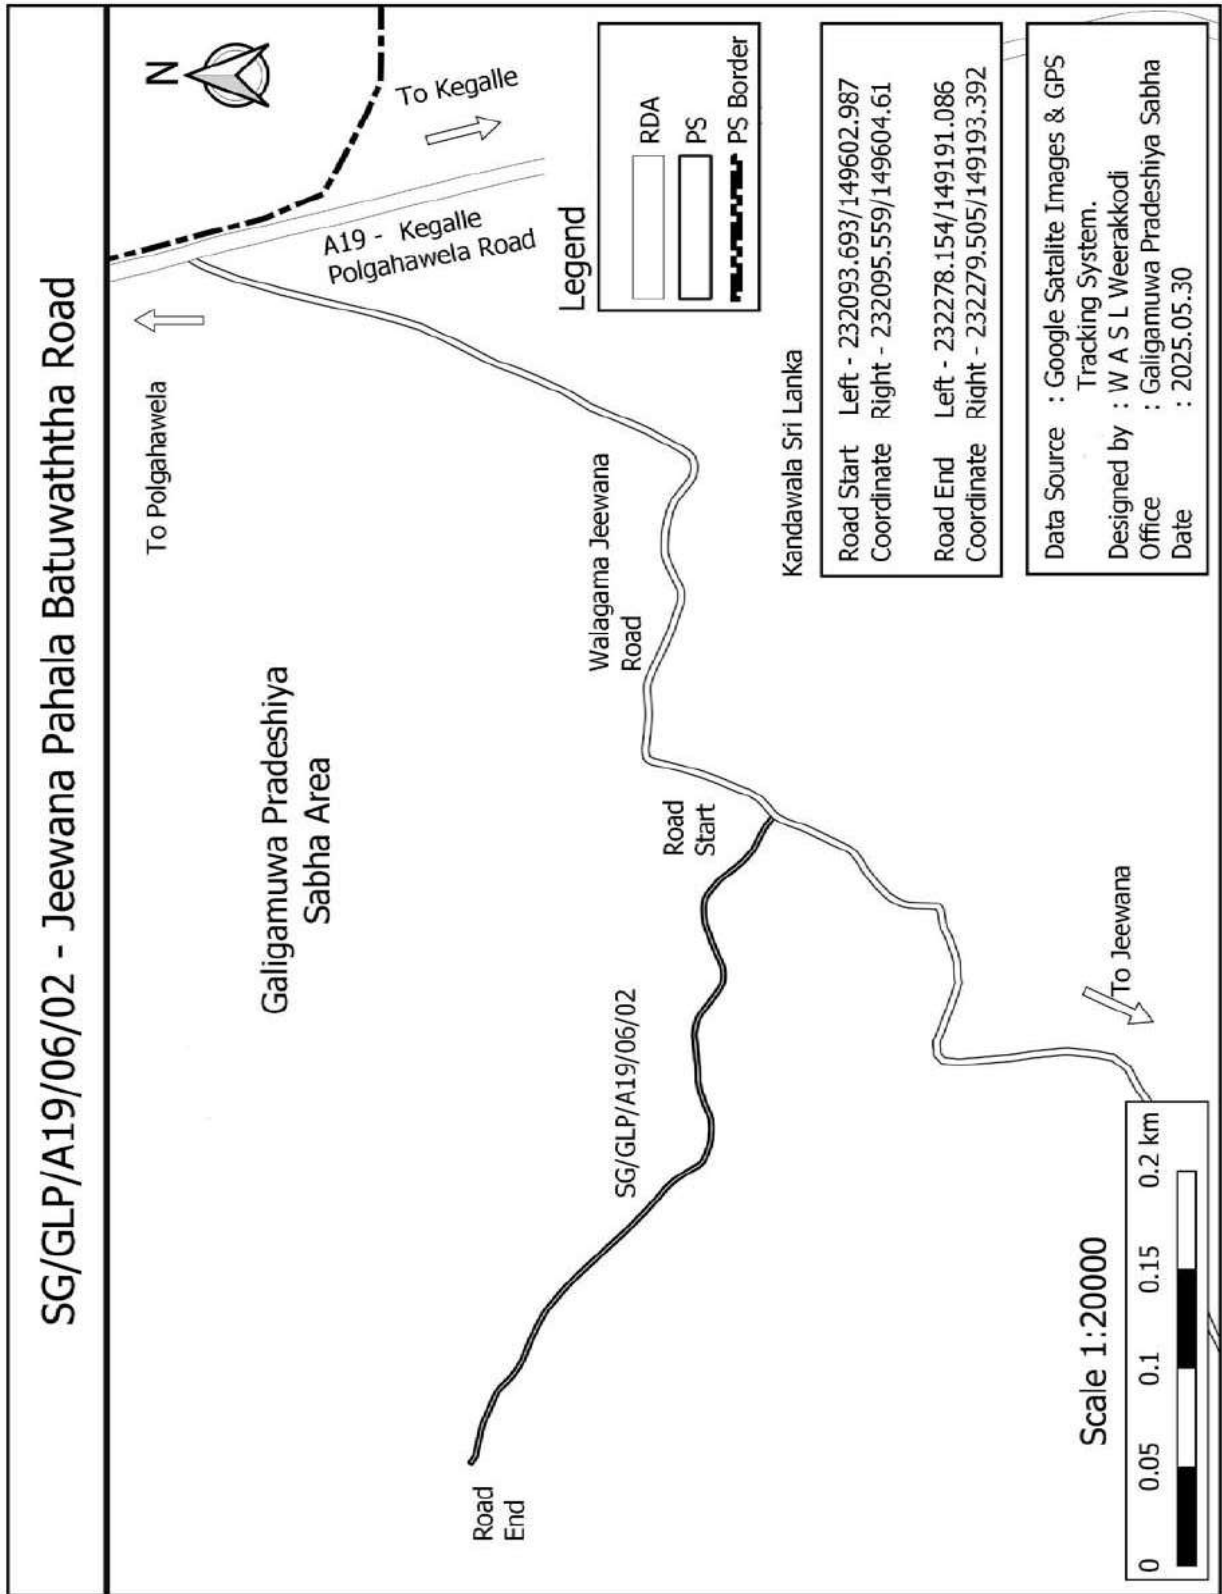 SG/GLP/A19/06/02 - Jeewana Pahala Batuwaththa Road
N
To Polgahawela
To Kegalle
A19 - Kegalle
Polgahawela Road
Galigamuwa Pradeshiya
Sabha Area
Walagama Jeewana
Road
Road
Start
SG/GLP/A19/06/02
Road
End
To Jeewana
Legend
RDA
PS
PS Border
Kandawala Sri Lanka
Road Start Left - 232093.693/149602.987
Coordinate Right - 232095.559/149604.61
Road End Left - 232278.154/149191.086
Coordinate Right - 232279.505/149193.392
Data Source : Google Satalite Images & GPS
Tracking System.
Designed by : W A S L Weerakkodi
Office : Galigamuwa Pradeshiya Sabha
Date : 2025.05.30
Scale 1:20000
0 0.05 0.1 0.15 0.2 km